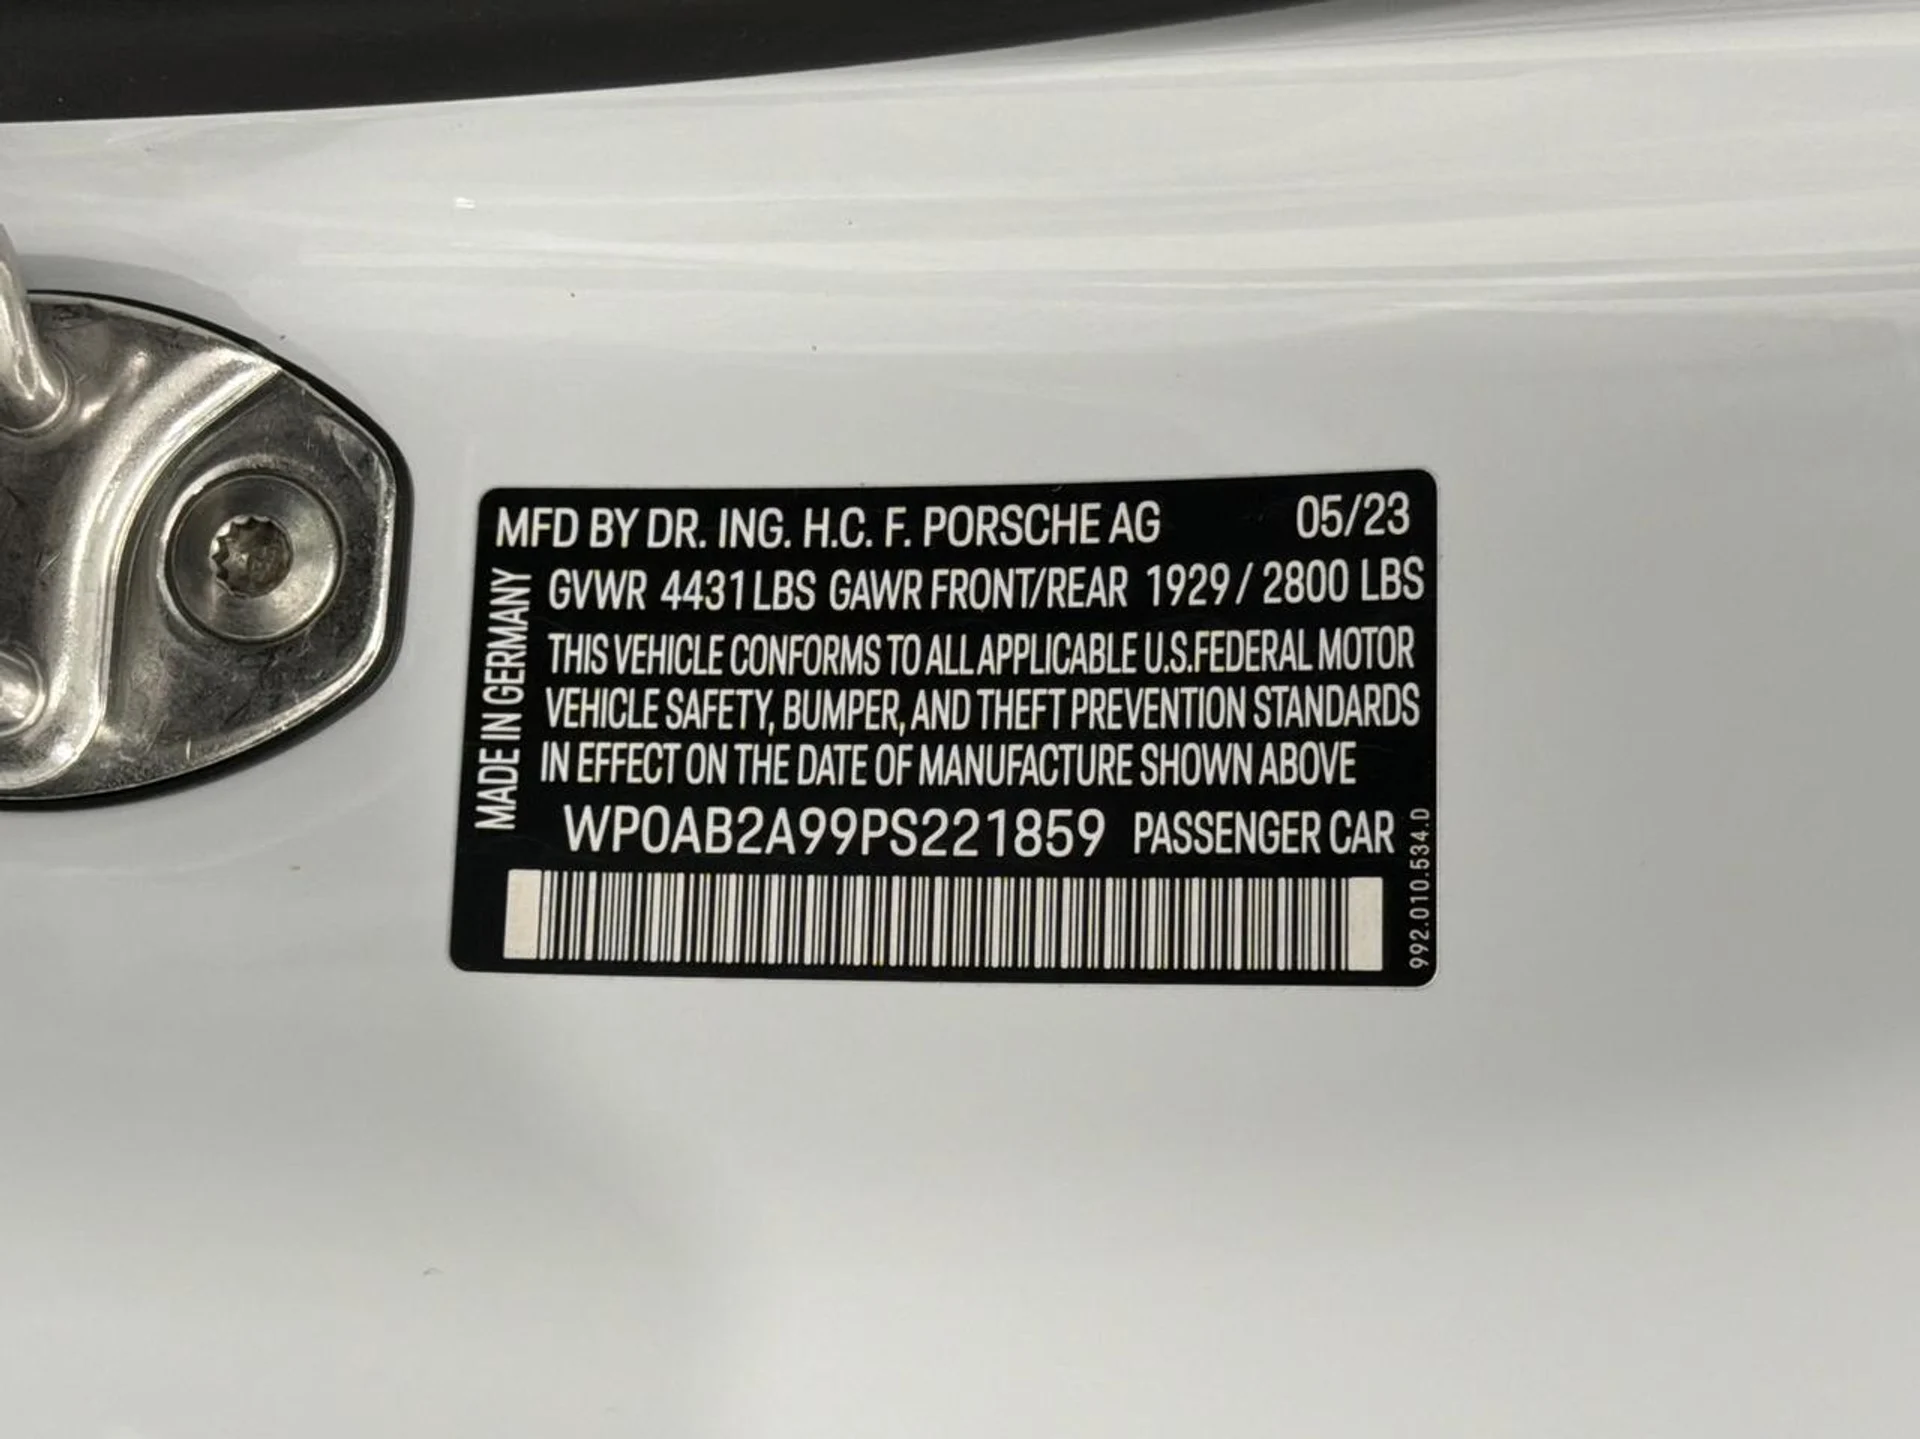 MFD BY DR. ING. H.C. F. PORSCHE AG 05/23
GVWR 4431 LBS GAWR FRONT/REAR 1929 / 2800 LBS
THIS VEHICLE CONFORMS TO ALL APPLICABLE U.S.FEDERAL MOTOR
VEHICLE SAFETY, BUMPER, AND THEFT PREVENTION STANDARDS
IN EFFECT ON THE DATE OF MANUFACTURE SHOWN ABOVE
WP0AB2A99PS221859 PASSENGER CAR
MADE IN GERMANY
992.010.534.D